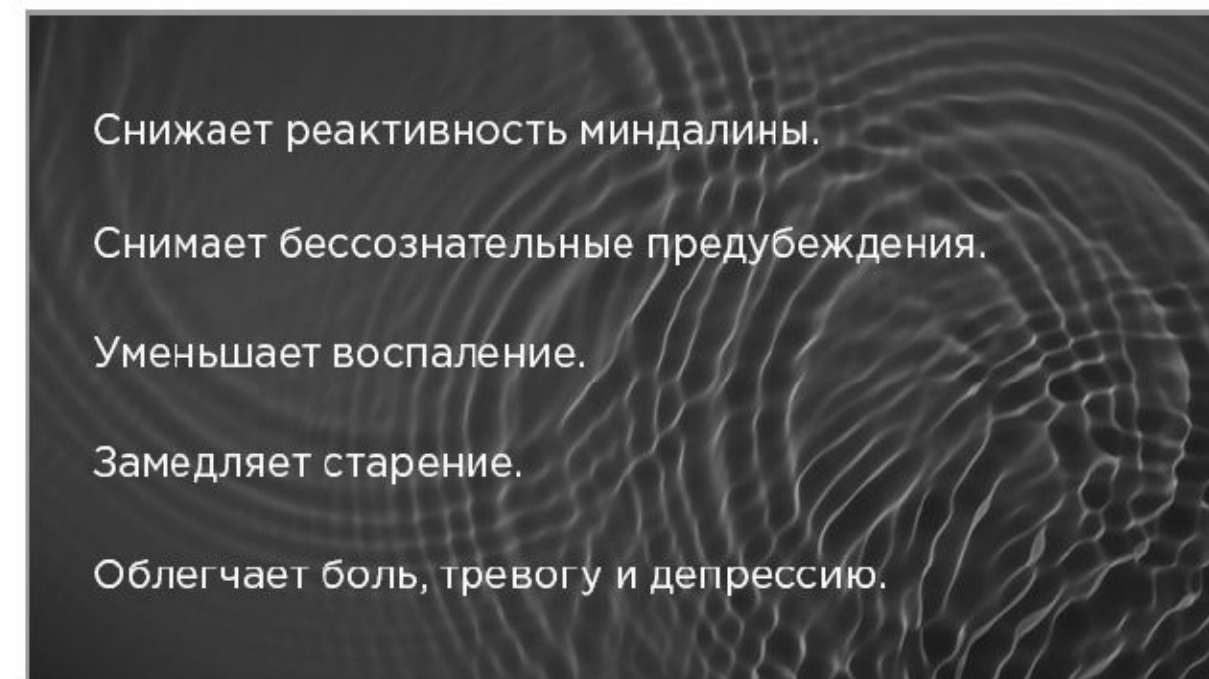 Снижает реактивность миндалины.
Снимает бессознательные предубеждения.
Уменьшает воспаление.
Замедляет старение.
Облегчает боль, тревогу и депрессию.